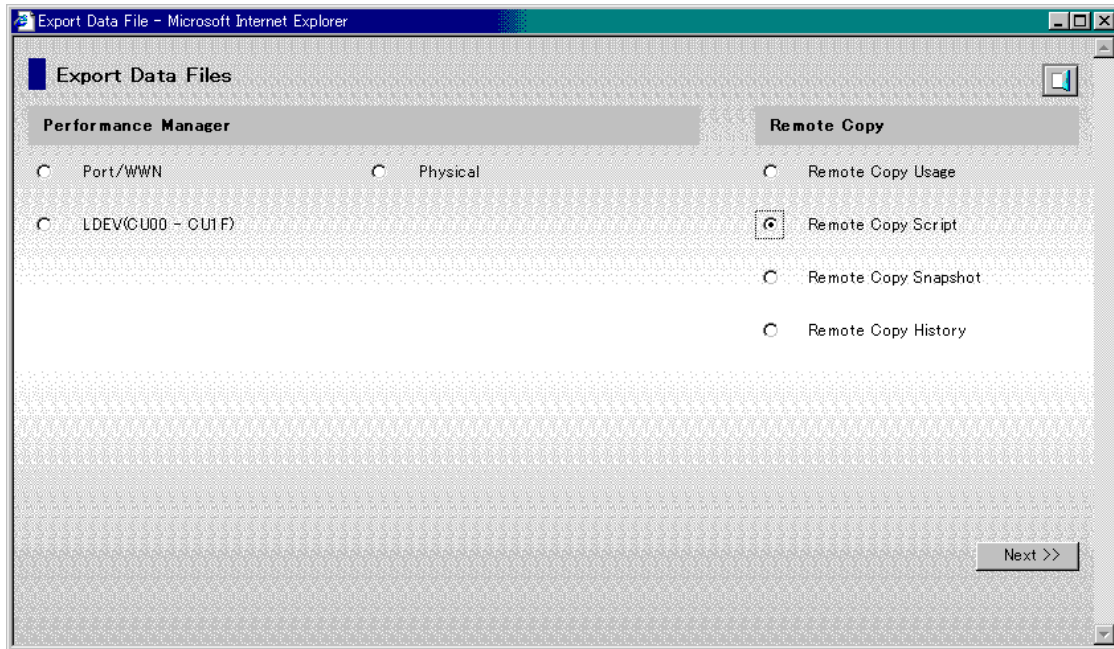 Export Data File - Microsoft Internet Explorer
Export Data Files
Performance Manager
Remote Copy
Port/WWN
Physical
Remote Copy Usage
LDEV(CU00 - CU1F)
Remote Copy Script
Remote Copy Snapshot
Remote Copy History
Next >>